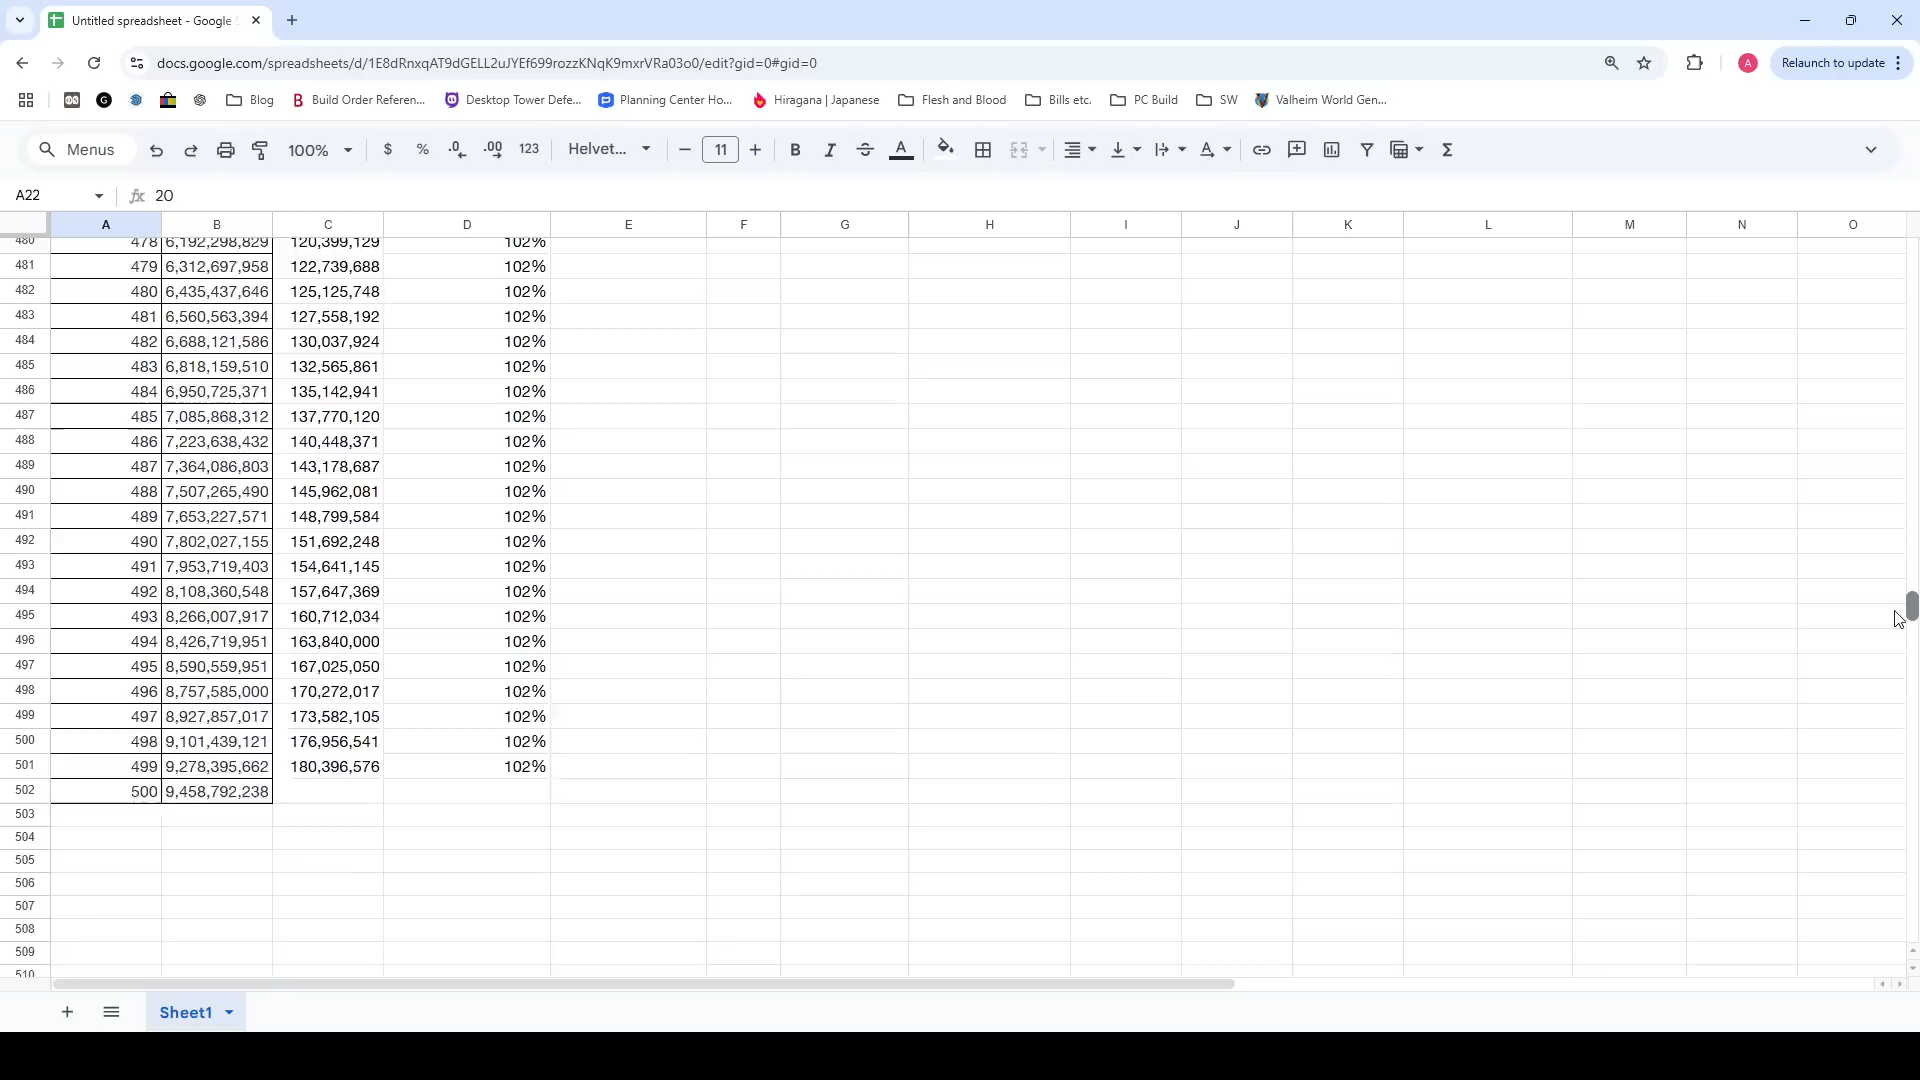 Untitled spreadsheet - Google S
docs.google.com/spreadsheets/d/1E8dRnxqAT9dGELL2uJYEf699rozzKNqK9mxrVRa03o0/edit?gid=0#gid=0
A
Relaunch to update
Blog
Build Order Referen...
Desktop Tower Defe...
Planning Center Ho...
Hiragana | Japanese
Flesh and Blood
Bills etc.
PC Build
SW
Valheim World Gen...
Menus 100% $ % .0 .00 123 Helvet... 11 B I A Σ
A22 fx 20
A B C D E F G H I J K L M N O
480 478 6,192,298,829 120,399,129 102%
481 479 6,312,697,958 122,739,688 102%
482 480 6,435,437,646 125,125,748 102%
483 481 6,560,563,394 127,558,192 102%
484 482 6,688,121,586 130,037,924 102%
485 483 6,818,159,510 132,565,861 102%
486 484 6,950,725,371 135,142,941 102%
487 485 7,085,868,312 137,770,120 102%
488 486 7,223,638,432 140,448,371 102%
489 487 7,364,086,803 143,178,687 102%
490 488 7,507,265,490 145,962,081 102%
491 489 7,653,227,571 148,799,584 102%
492 490 7,802,027,155 151,692,248 102%
493 491 7,953,719,403 154,641,145 102%
494 492 8,108,360,548 157,647,369 102%
495 493 8,266,007,917 160,712,034 102%
496 494 8,426,719,951 163,840,000 102%
497 495 8,590,559,951 167,025,050 102%
498 496 8,757,585,000 170,272,017 102%
499 497 8,927,857,017 173,582,105 102%
500 498 9,101,439,121 176,956,541 102%
501 499 9,278,395,662 180,396,576 102%
502 500 9,458,792,238
503
504
505
506
507
508
509
510
Sheet1